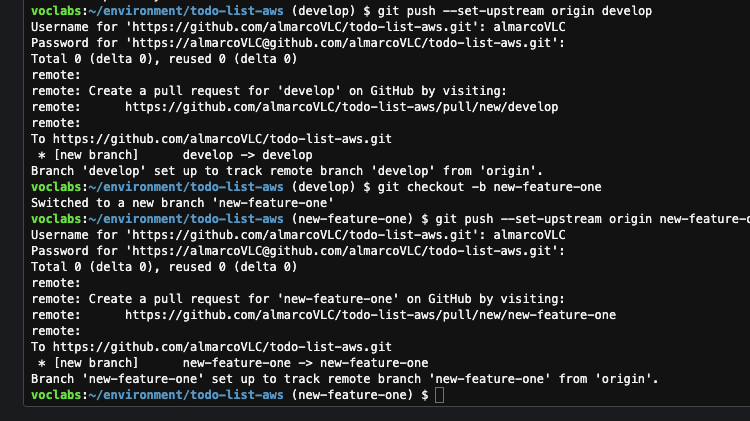 voclabs:~/environment/todo-list-aws (develop) $ git push --set-upstream origin develop
Username for 'https://github.com/almarcoVLC/todo-list-aws.git': almarcoVLC
Password for 'https://almarcoVLC@github.com/almarcoVLC/todo-list-aws.git':
Total 0 (delta 0), reused 0 (delta 0)
remote:
remote: Create a pull request for 'develop' on GitHub by visiting:
remote:      https://github.com/almarcoVLC/todo-list-aws/pull/new/develop
remote:
To https://github.com/almarcoVLC/todo-list-aws.git
 * [new branch]      develop -> develop
Branch 'develop' set up to track remote branch 'develop' from 'origin'.
voclabs:~/environment/todo-list-aws (develop) $ git checkout -b new-feature-one
Switched to a new branch 'new-feature-one'
voclabs:~/environment/todo-list-aws (new-feature-one) $ git push --set-upstream origin new-feature-o
Username for 'https://github.com/almarcoVLC/todo-list-aws.git': almarcoVLC
Password for 'https://almarcoVLC@github.com/almarcoVLC/todo-list-aws.git':
Total 0 (delta 0), reused 0 (delta 0)
remote:
remote: Create a pull request for 'new-feature-one' on GitHub by visiting:
remote:      https://github.com/almarcoVLC/todo-list-aws/pull/new/new-feature-one
remote:
To https://github.com/almarcoVLC/todo-list-aws.git
 * [new branch]      new-feature-one -> new-feature-one
Branch 'new-feature-one' set up to track remote branch 'new-feature-one' from 'origin'.
voclabs:~/environment/todo-list-aws (new-feature-one) $